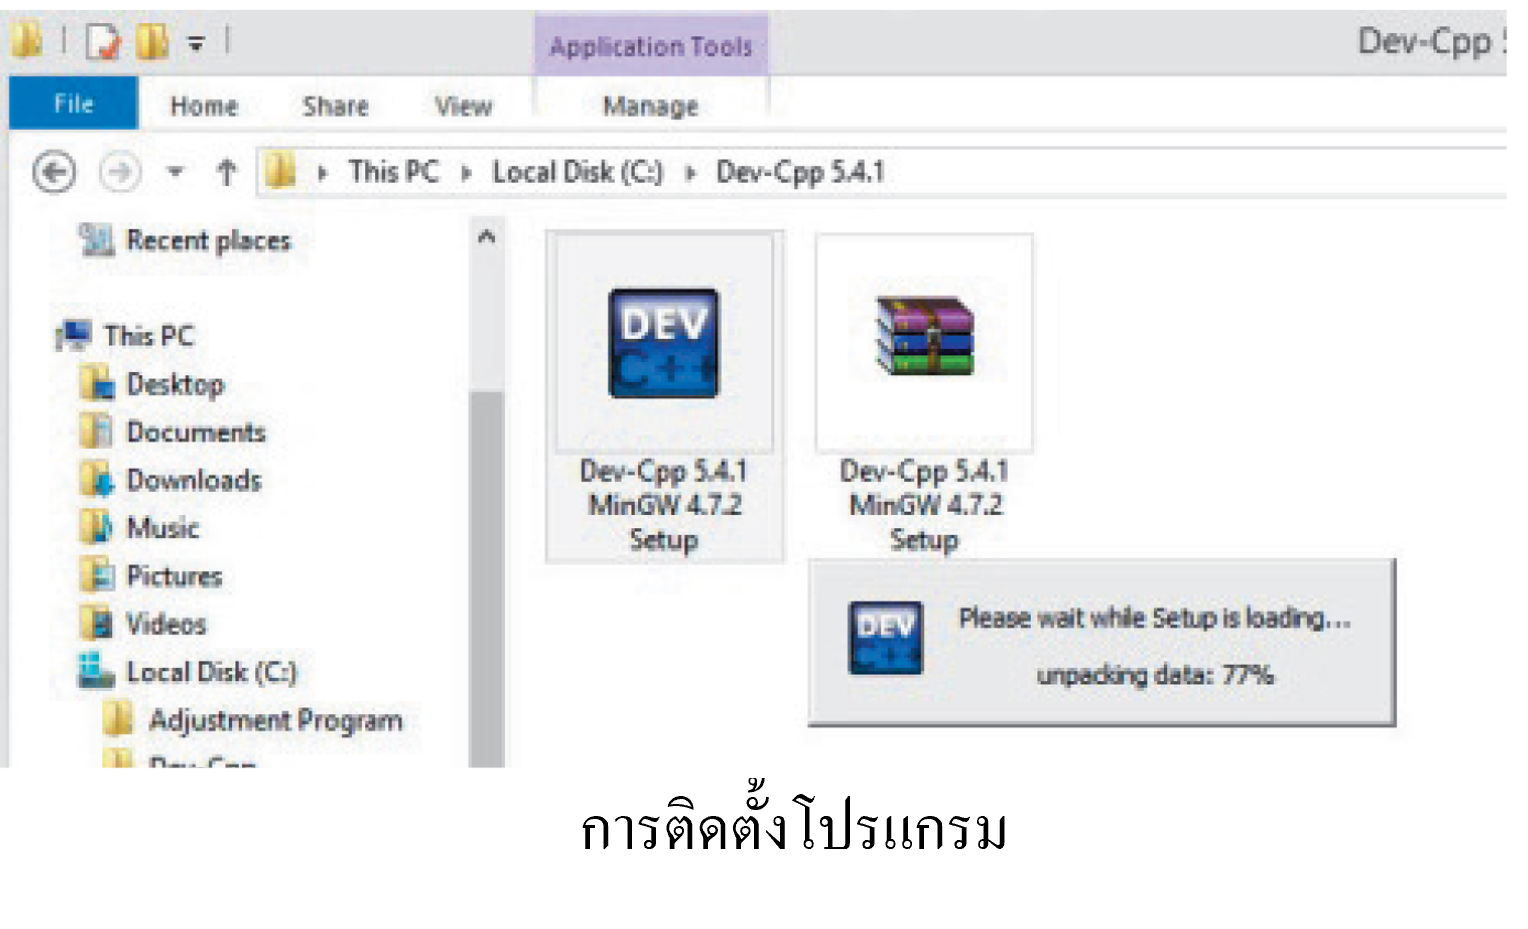 Application Tools
Dev-Cpp 5
File Home Share View Manage
This PC Local Disk (C:) Dev-Cpp 5.4.1
Recent places
This PC
Desktop
Documents
Downloads
Music
Pictures
Videos
Local Disk (C:)
Adjustment Program
Dev-Cpp
DEV
C++
Dev-Cpp 5.4.1
MinGW 4.7.2
Setup
Dev-Cpp 5.4.1
MinGW 4.7.2
Setup
DEV
C++
Please wait while Setup is loading...
unpacking data: 77%
การติดตั้งโปรแกรม